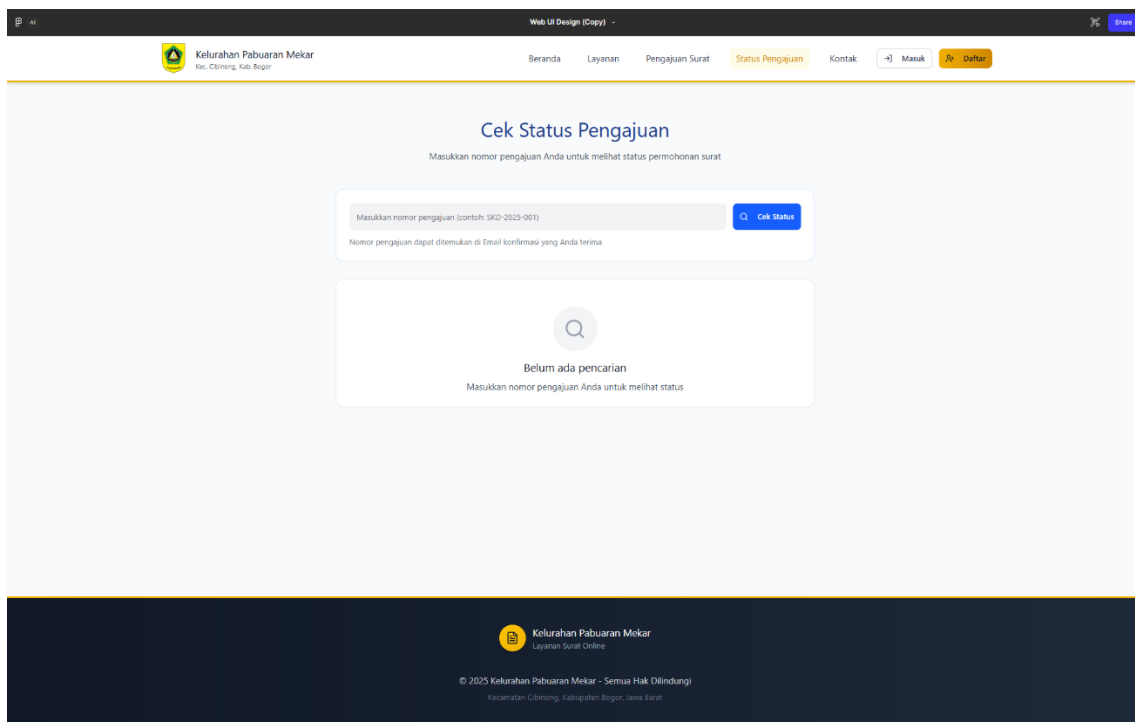 AI
Web UI Design (Copy)
Share
Kelurahan Pabuaran Mekar
Kec. Cibinong, Kab. Bogor
Beranda
Layanan
Pengajuan Surat
Status Pengajuan
Kontak
Masuk
Daftar
Cek Status Pengajuan
Masukkan nomor pengajuan Anda untuk melihat status permohonan surat
Masukkan nomor pengajuan (contoh: SKD-2025-001)
Cek Status
Nomor pengajuan dapat ditemukan di Email konfirmasi yang Anda terima
Belum ada pencarian
Masukkan nomor pengajuan Anda untuk melihat status
Kelurahan Pabuaran Mekar
Layanan Surat Online
© 2025 Kelurahan Pabuaran Mekar - Semua Hak Dilindungi
Kecamatan Cibinong, Kabupaten Bogor, Jawa Barat